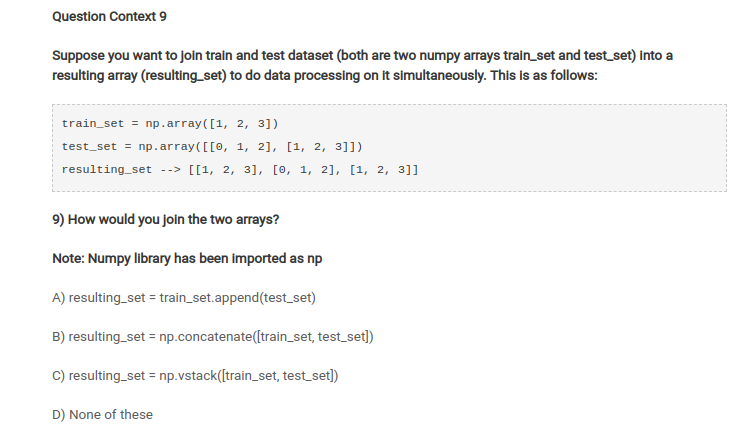 Question Context 9
Suppose you want to join train and test dataset (both are two numpy arrays train_set and test_set) into a
resulting array (resulting_set) to do data processing on it simultaneously. This is as follows:
train_set = np.array([1, 2, 3])
test_set = np.array([[0, 1, 2], [1, 2, 3]])
resulting_set --> [[1, 2, 3], [0, 1, 2], [1, 2, 3]]
9) How would you join the two arrays?
Note: Numpy library has been imported as np
A) resulting_set = train_set.append(test_set)
B) resulting_set = np.concatenate([train_set, test_set])
C) resulting_set = np.vstack([train_set, test_set])
D) None of these